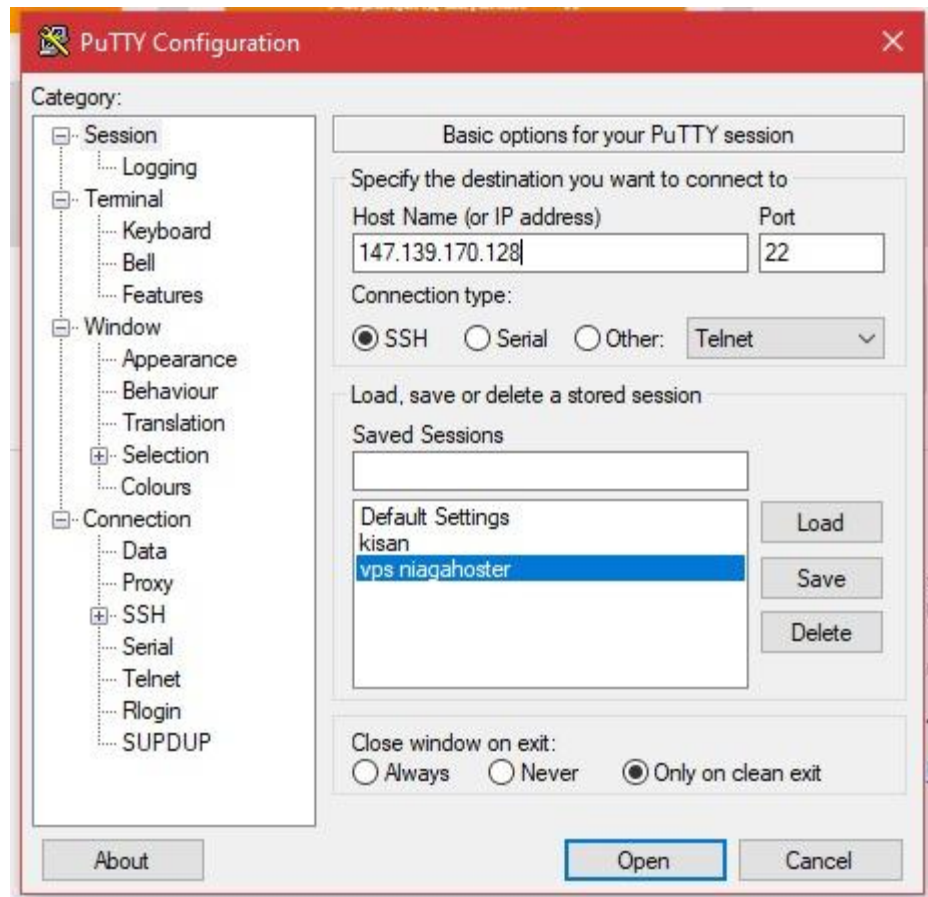 PuTTY Configuration
Category:
Session
Logging
Terminal
Keyboard
Bell
Features
Window
Appearance
Behaviour
Translation
Selection
Colours
Connection
Data
Proxy
SSH
Serial
Telnet
Rlogin
SUPDUP
Basic options for your PuTTY session
Specify the destination you want to connect to
Host Name (or IP address) Port
147.139.170.128 22
Connection type:
SSH Serial Other: Telnet
Load, save or delete a stored session
Saved Sessions
Default Settings
kisan
vps niagahoster
Load
Save
Delete
Close window on exit:
Always Never Only on clean exit
About Open Cancel